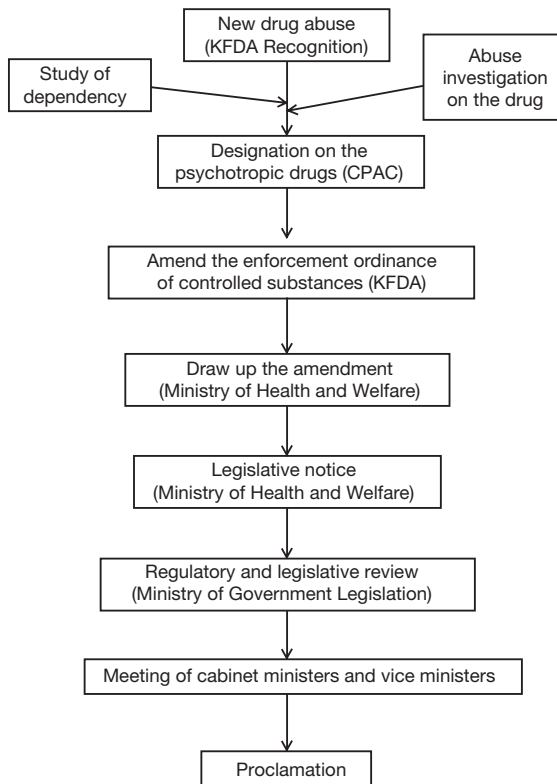 New drug abuse
(KFDA Recognition)
Study of
dependency
Abuse
investigation
on the drug
Designation on the
psychotropic drugs (CPAC)
Amend the enforcement ordinance
of controlled substances (KFDA)
Draw up the amendment
(Ministry of Health and Welfare)
Legislative notice
(Ministry of Health and Welfare)
Regulatory and legislative review
(Ministry of Government Legislation)
Meeting of cabinet ministers and vice ministers
Proclamation